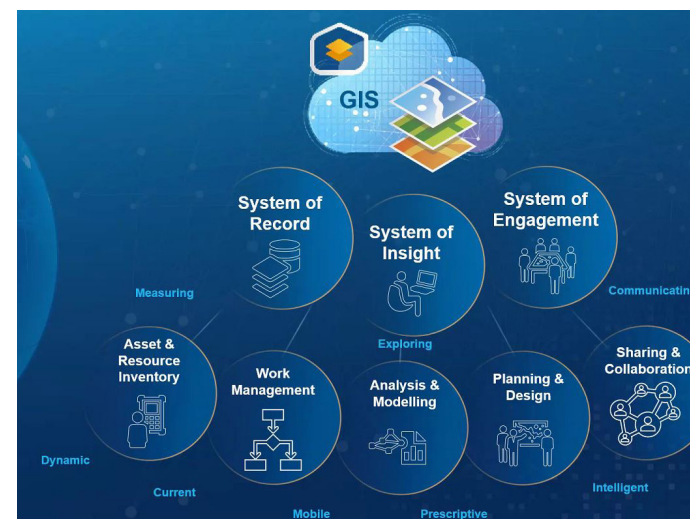 GIS
System of
Record
System of
Insight
System of
Engagement
Measuring
Exploring
Communicatin
Asset &
Resource
Inventory
Work
Management
Analysis &
Modelling
Planning &
Design
Sharing &
Collaboration
Dynamic
Current
Mobile
Prescriptive
Intelligent